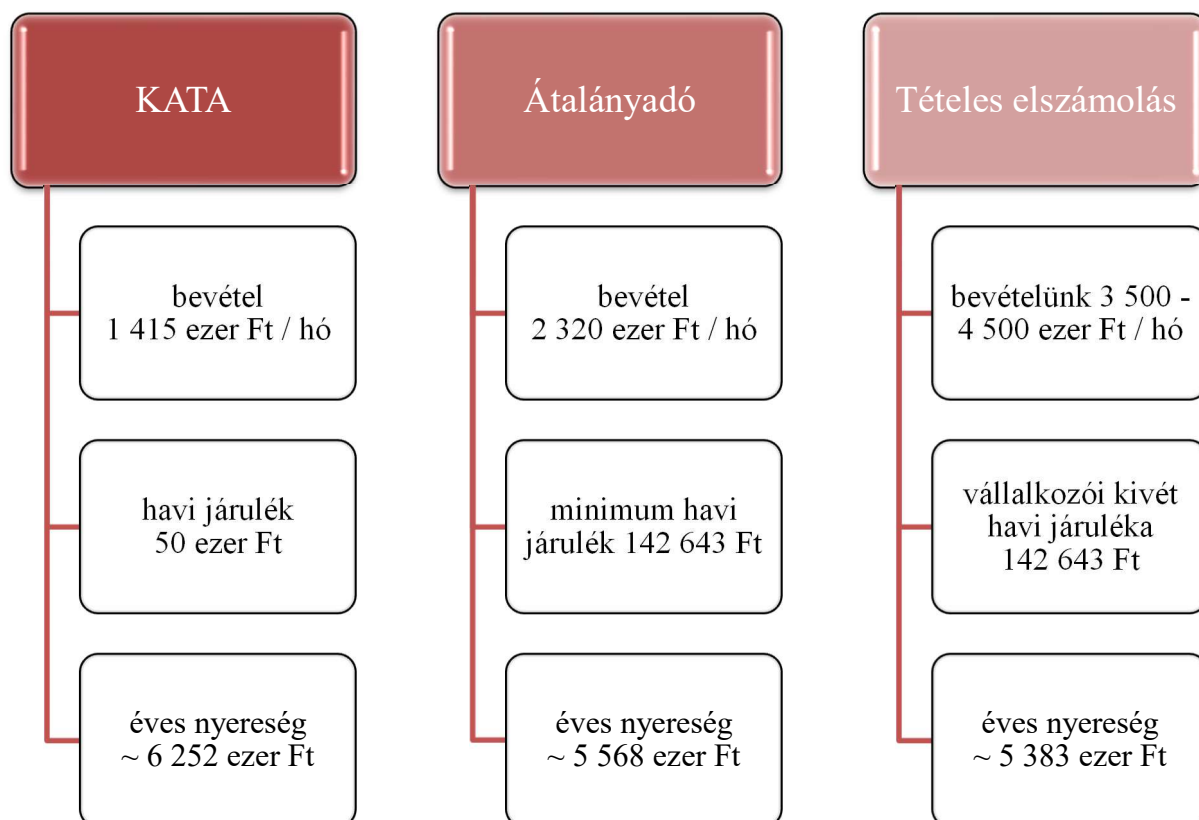 KATA
bevétel
1 415 ezer Ft / hó
havi járulék
50 ezer Ft
éves nyereség
~ 6 252 ezer Ft
Átalányadó
bevétel
2 320 ezer Ft / hó
minimum havi
járulék 142 643 Ft
éves nyereség
~ 5 568 ezer Ft
Tételes elszámolás
bevételünk 3 500 -
4 500 ezer Ft / hó
vállalkozói kivét
havi járuléka
142 643 Ft
éves nyereség
~ 5 383 ezer Ft